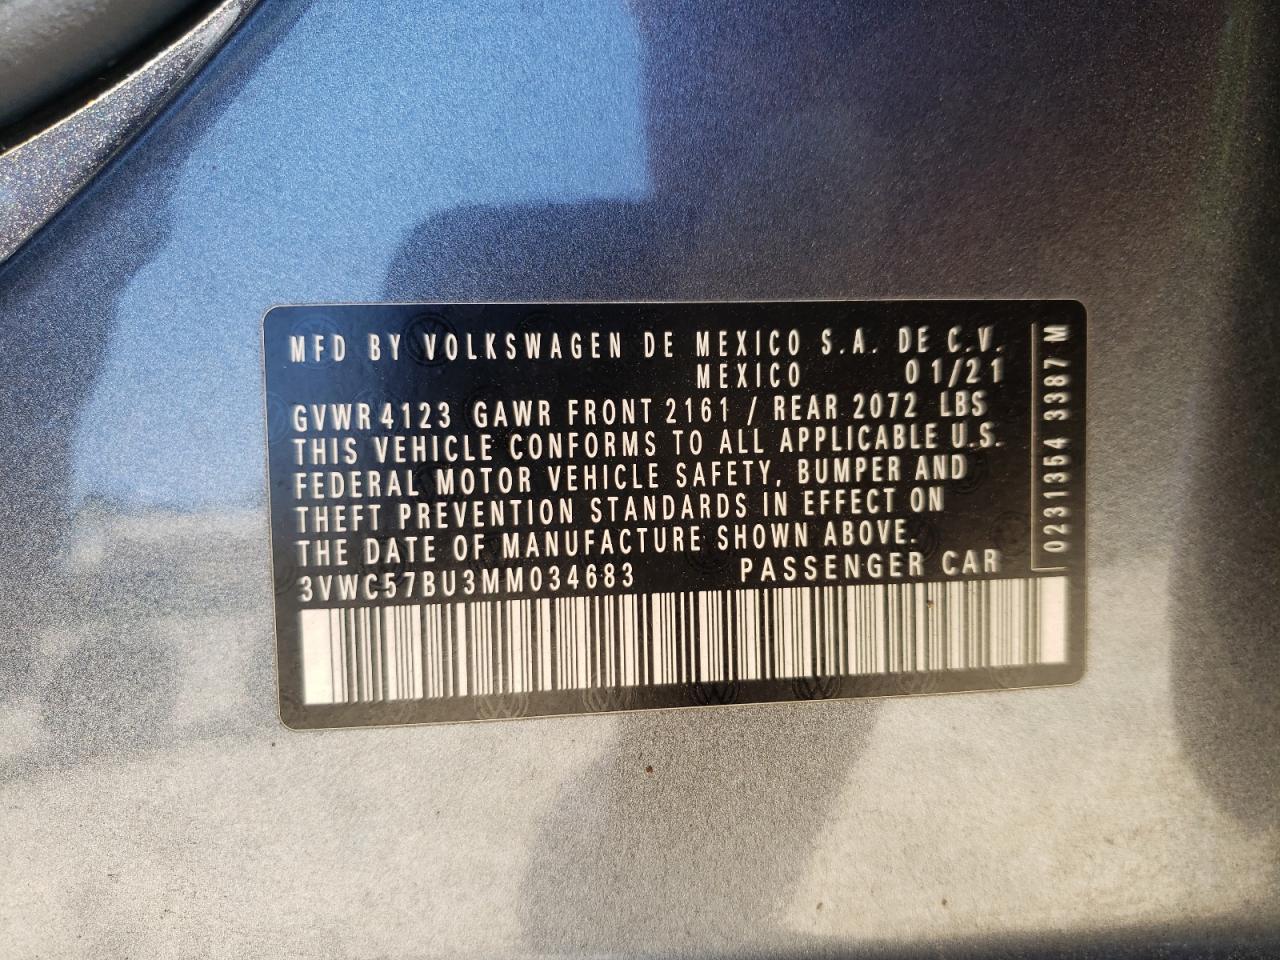 MFD BY VOLKSWAGEN DE MEXICO S.A. DE C.V.
MEXICO 01/21
GVWR 4123 GAWR FRONT 2161 / REAR 2072 LBS
THIS VEHICLE CONFORMS TO ALL APPLICABLE U.S.
FEDERAL MOTOR VEHICLE SAFETY, BUMPER AND
THEFT PREVENTION STANDARDS IN EFFECT ON
THE DATE OF MANUFACTURE SHOWN ABOVE.
3VWC57BU3MM034683 PASSENGER CAR
0231354 3387 M